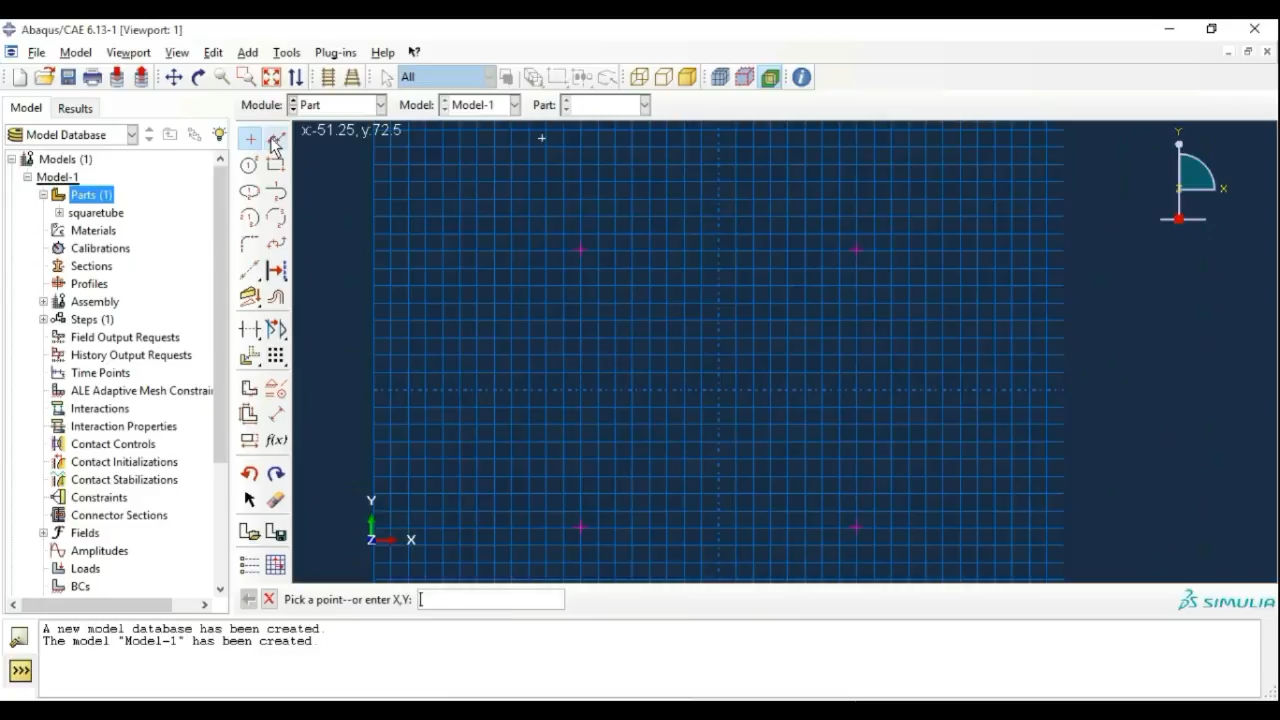 Abaqus/CAE 6.13-1 [Viewport: 1]
File Model Viewport View Edit Add Tools Plug-ins Help
All
Model Results
Module: Part Model: Model-1 Part:
Model Database
x:-51.25, y:72.5
Models (1)
Model-1
Parts (1)
squaretube
Materials
Calibrations
Sections
Profiles
Assembly
Steps (1)
Field Output Requests
History Output Requests
Time Points
ALE Adaptive Mesh Constrai
Interactions
Interaction Properties
Contact Controls
Contact Initializations
Contact Stabilizations
Constraints
Connector Sections
Fields
Amplitudes
Loads
BCs
f(x)
Y
X
Z
Y
Z X
Pick a point--or enter X,Y:
SIMULIA
A new model database has been created.
The model "Model-1" has been created.
>>>